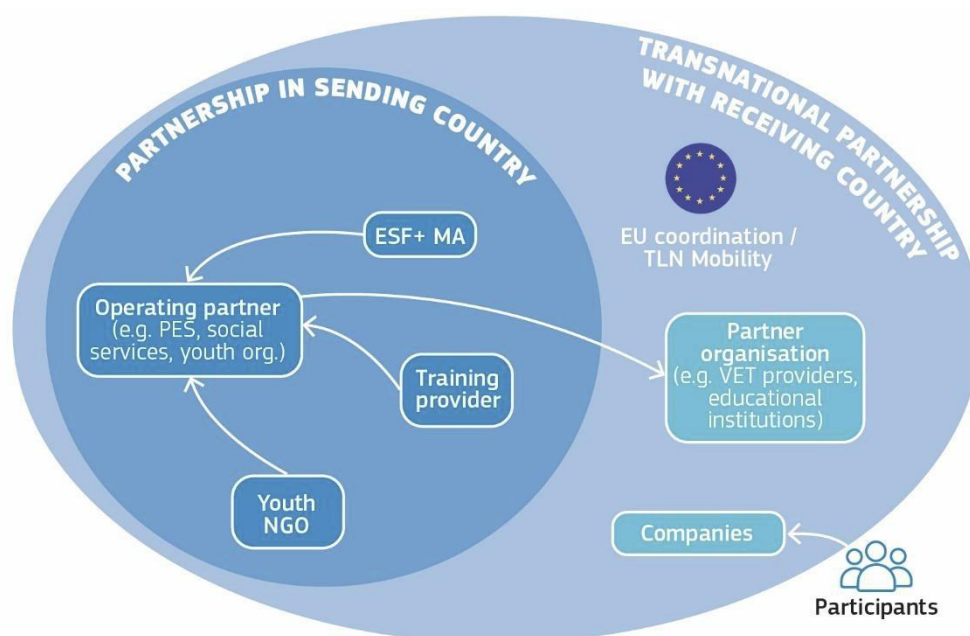 PARTNERSHIP IN SENDING COUNTRY
TRANSNATIONAL PARTNERSHIP
WITH RECEIVING COUNTRY
EU coordination /
TLN Mobility
ESF+ MA
Operating partner
(e.g. PES, social
services, youth org.)
Training
provider
Youth
NGO
Partner
organisation
(e.g. VET providers,
educational
institutions)
Companies
Participants